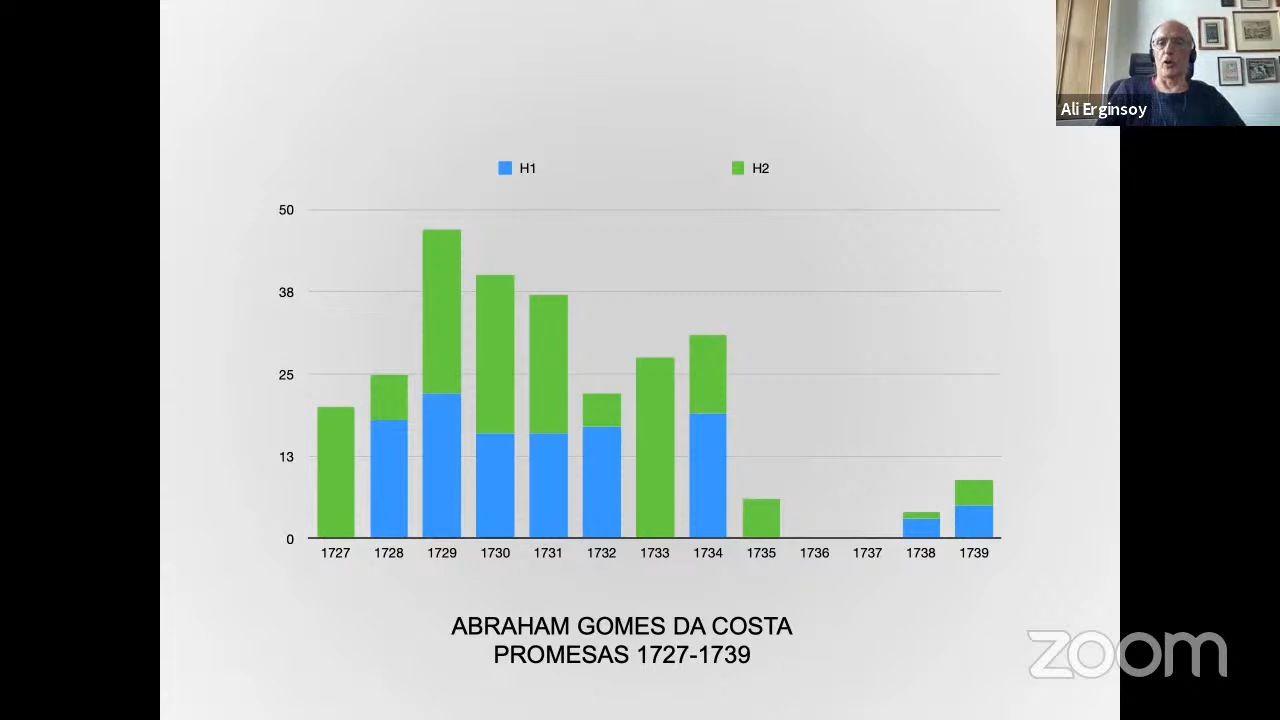 Ali Erginsoy
H1 H2
50
38
25
13
0
1727 1728 1729 1730 1731 1732 1733 1734 1735 1736 1737 1738 1739
ABRAHAM GOMES DA COSTA
PROMESAS 1727-1739
zoom